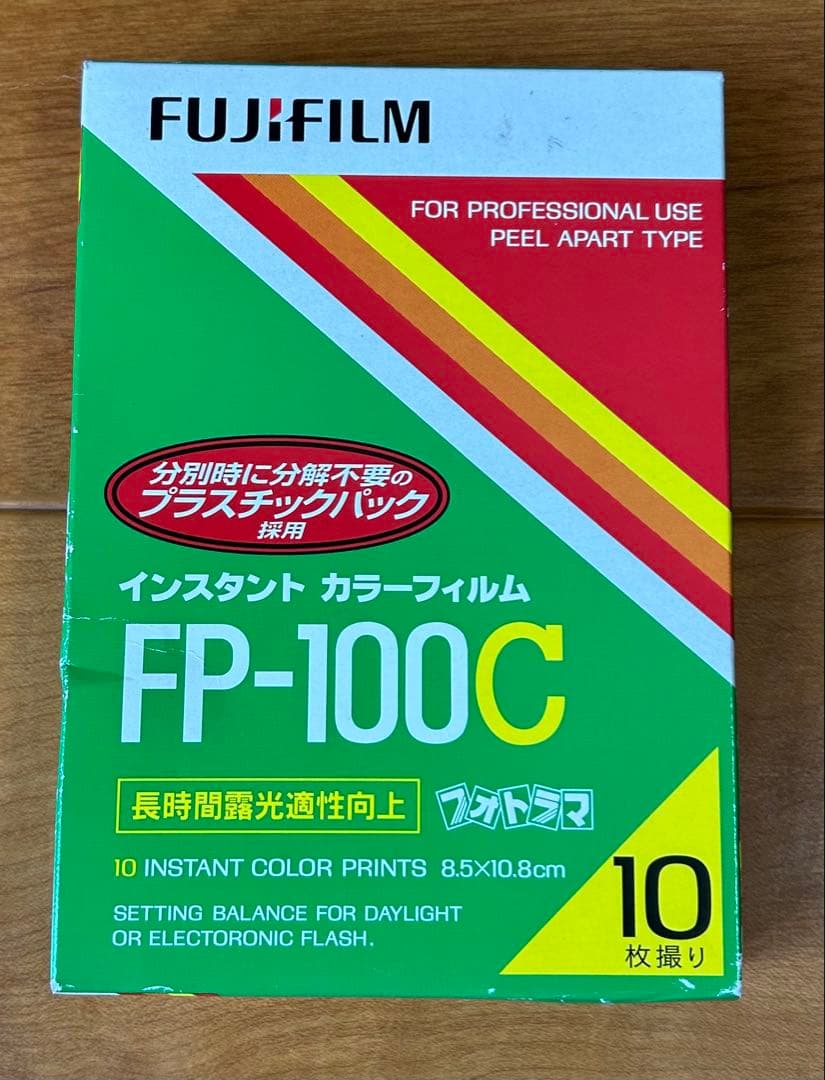 FUJIFILM
FOR PROFESSIONAL USE
PEEL APART TYPE
分別時に分解不要の
プラスチックパック
採用
インスタント カラーフィルム
FP-100C
長時間露光適性向上
フォトラマ
10 INSTANT COLOR PRINTS 8.5×10.8cm
SETTING BALANCE FOR DAYLIGHT
OR ELECTORONIC FLASH.
10
枚撮り